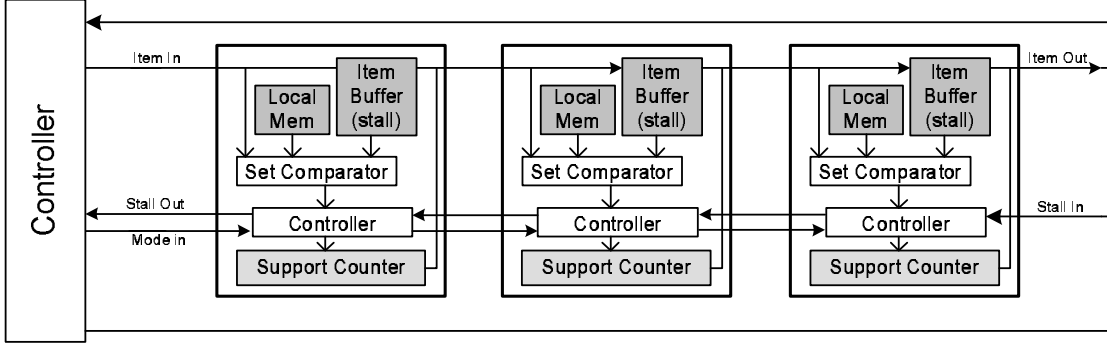 Controller
Item In
Item Out
Local
Mem
Item
Buffer
(stall)
Set Comparator
Controller
Support Counter
Local
Mem
Item
Buffer
(stall)
Set Comparator
Controller
Support Counter
Local
Mem
Item
Buffer
(stall)
Set Comparator
Controller
Support Counter
Stall Out
Mode in
Stall In